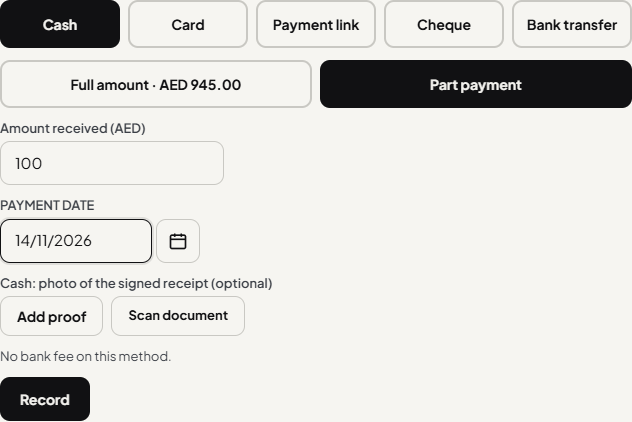 Cash Card Payment link Cheque Bank transfer
Full amount · AED 945.00 Part payment
Amount received (AED)
100
PAYMENT DATE
14/11/2026
Cash: photo of the signed receipt (optional)
Add proof Scan document
No bank fee on this method.
Record